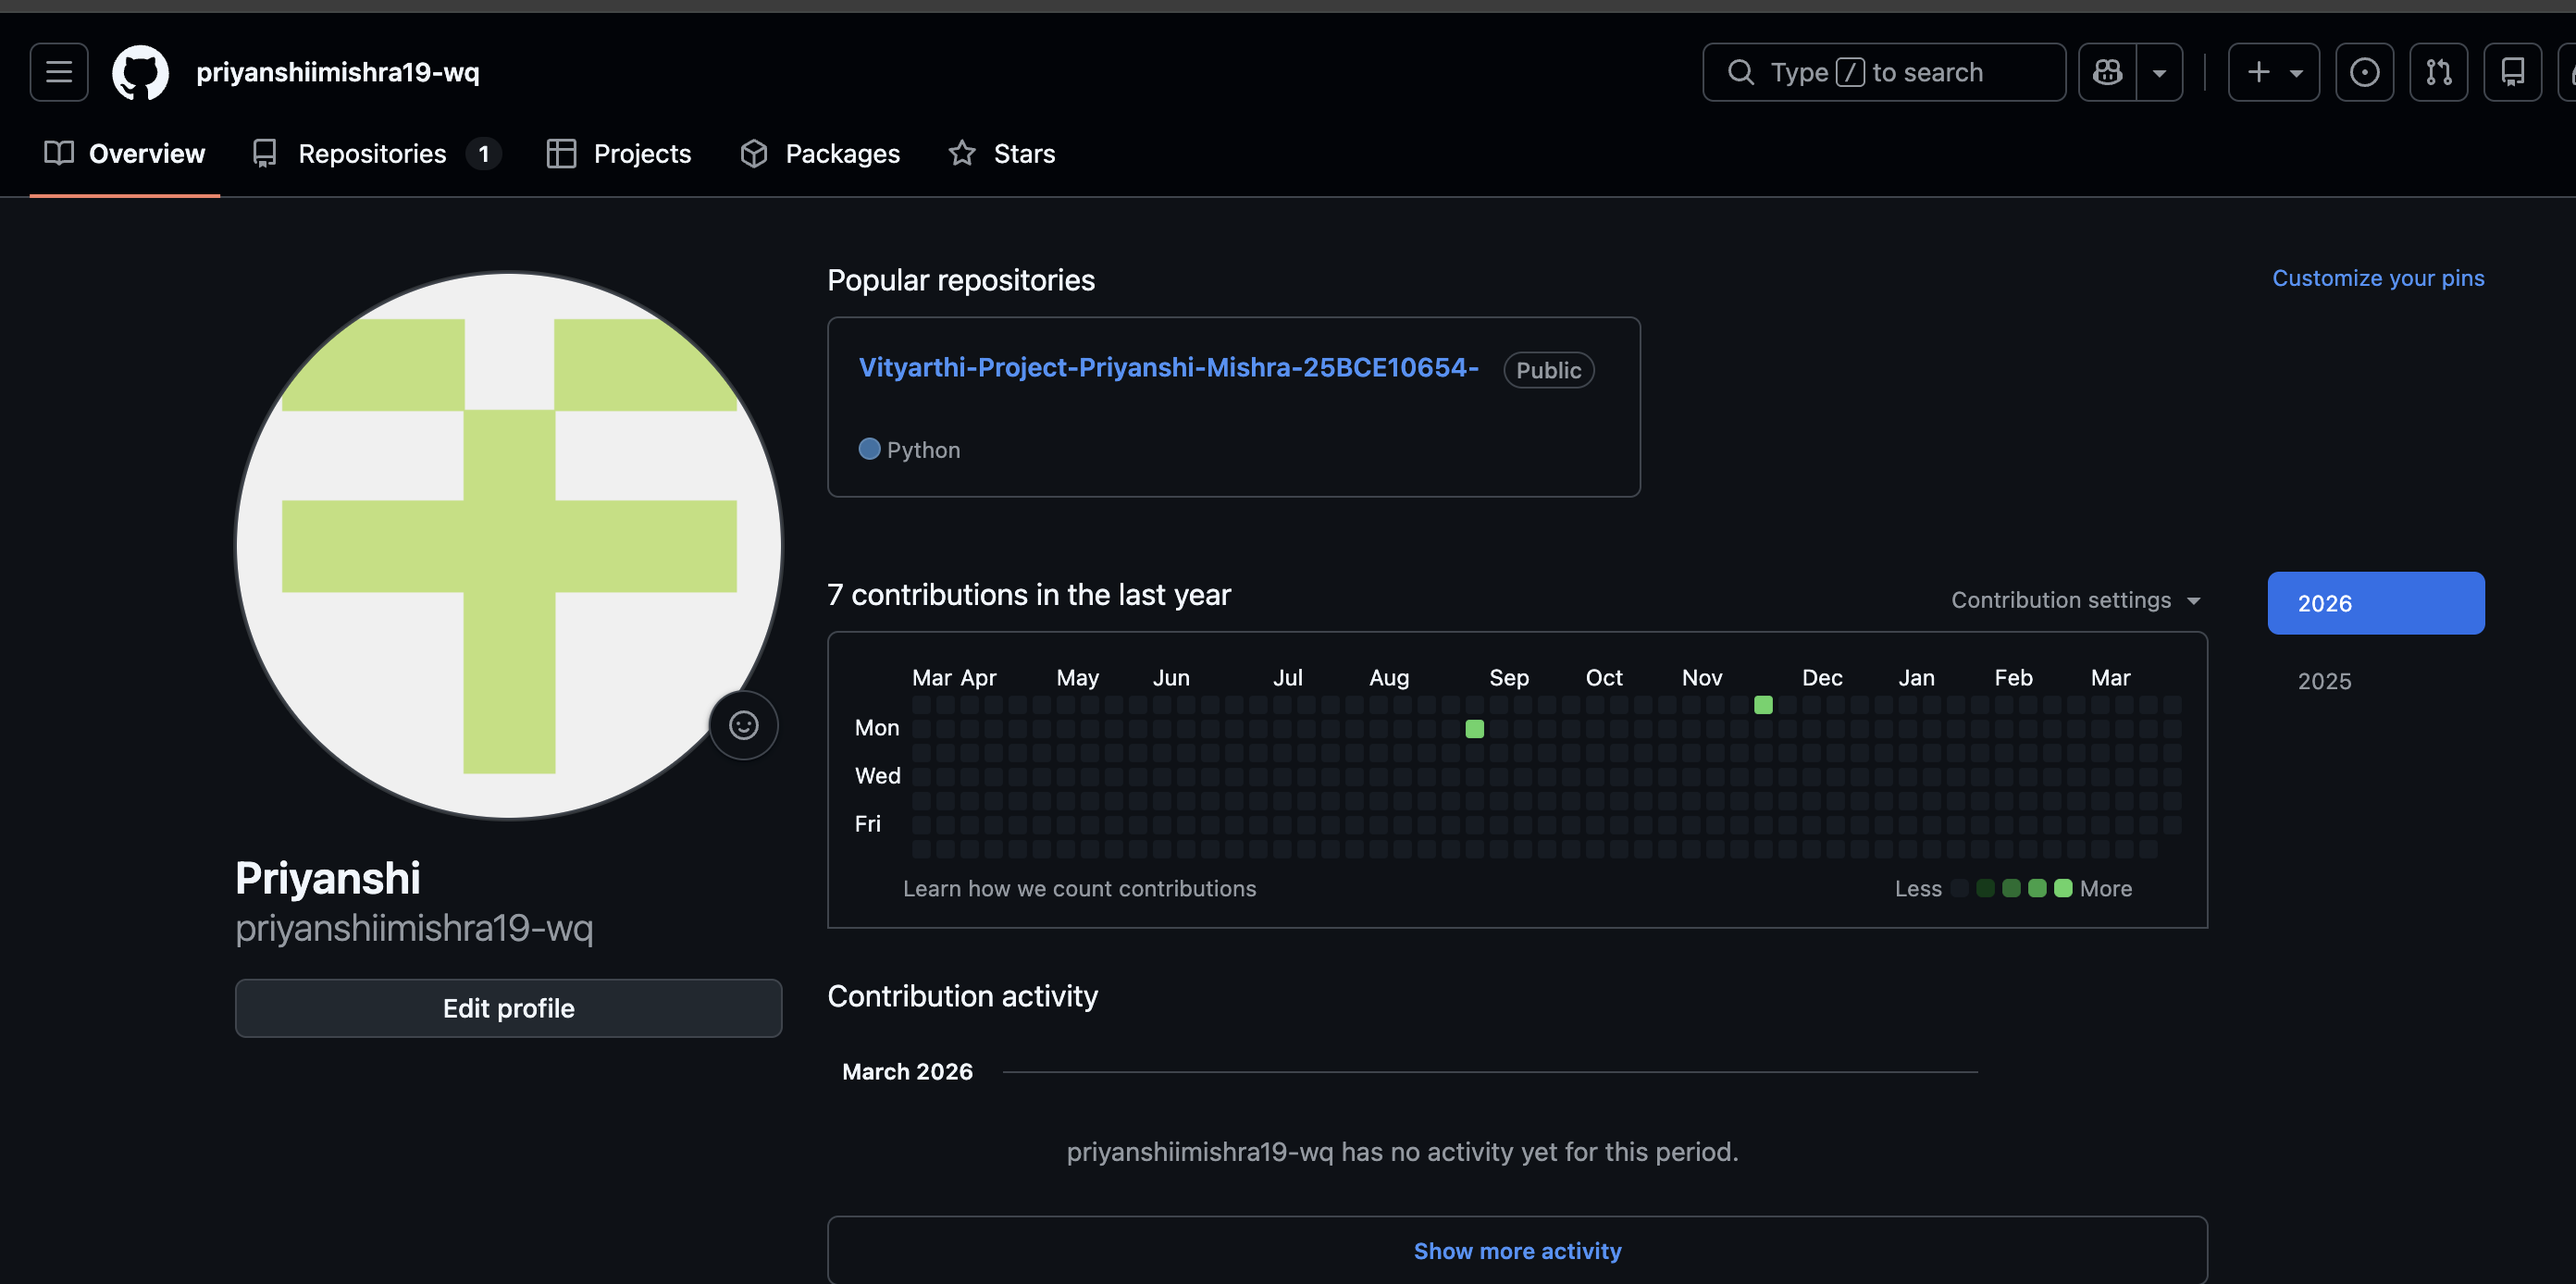 priyanshiimishra19-wq
Type / to search
Overview
Repositories 1
Projects
Packages
Stars
Popular repositories
Customize your pins
Vityarthi-Project-Priyanshi-Mishra-25BCE10654- Public
Python
7 contributions in the last year
Contribution settings
2026
2025
Mar Apr May Jun Jul Aug Sep Oct Nov Dec Jan Feb Mar
Mon
Wed
Fri
Learn how we count contributions
Less More
Priyanshi
priyanshiimishra19-wq
Edit profile
Contribution activity
March 2026
priyanshiimishra19-wq has no activity yet for this period.
Show more activity